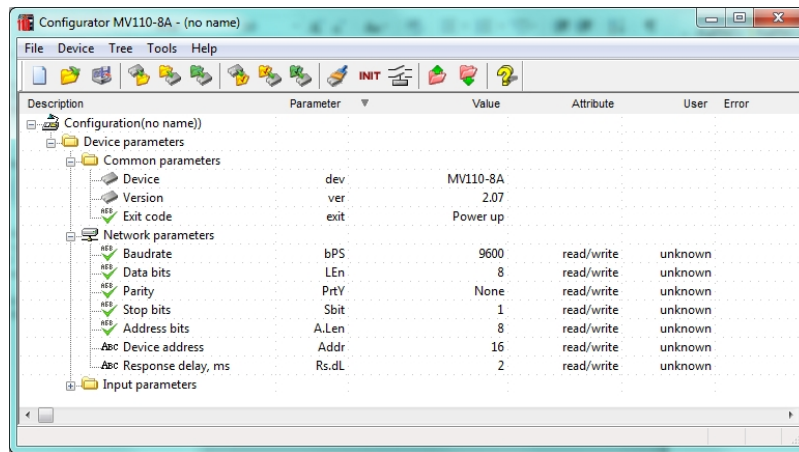 Configurator MV110-8A - (no name)
File Device Tree Tools Help
INIT
Description Parameter Value Attribute User Error
Configuration(no name))
Device parameters
Common parameters
Device dev MV110-8A
Version ver 2.07
Exit code exit Power up
Network parameters
Baudrate bPS 9600 read/write unknown
Data bits LEn 8 read/write unknown
Parity PrtY None read/write unknown
Stop bits Sbit 1 read/write unknown
Address bits A.Len 8 read/write unknown
ABC Device address Addr 16 read/write unknown
ABC Response delay, ms Rs.dL 2 read/write unknown
Input parameters